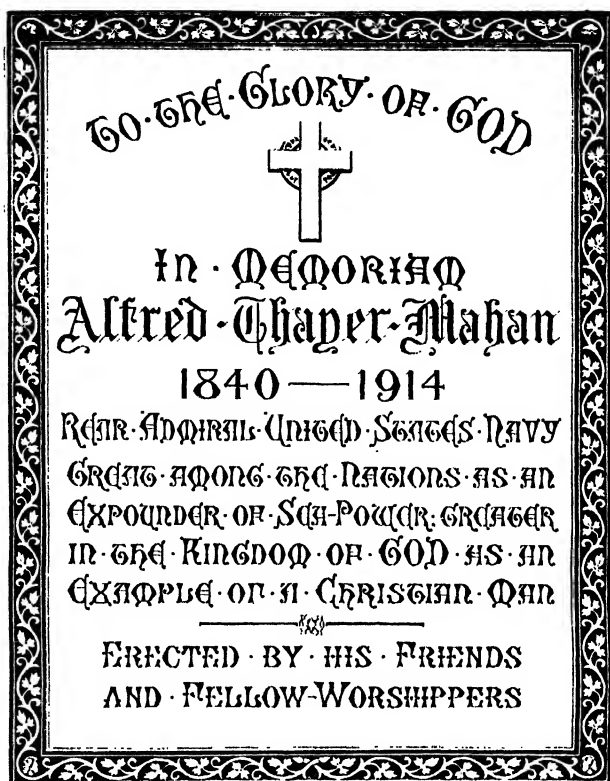 TO·THE·GLORY·OF·GOD
IN·MEMORIAM
Alfred·Thayer·Mahan
1840—1914
REAR·ADMIRAL·UNITED·STATES·NAVY
GREAT·AMONG·THE·NATIONS·AS·AN
EXPOUNDER·OF·SEA-POWER: GREATER
IN·THE·KINGDOM·OF·GOD·AS·AN
EXAMPLE·OF·A·CHRISTIAN·MAN
ERECTED·BY·HIS·FRIENDS
AND·FELLOW-WORSHIPPERS